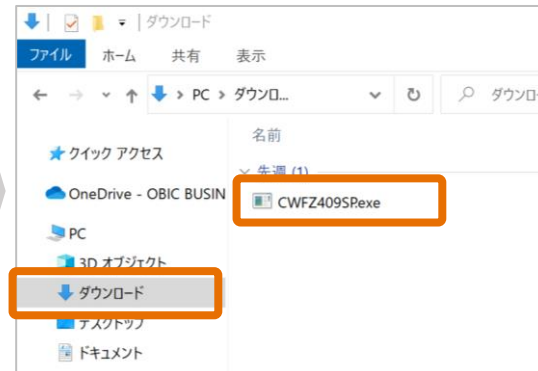 ダウンロード
ファイル ホーム 共有 表示
PC ダウンロ... ダウンロ
名前
クイック アクセス
先週 (1)
OneDrive - OBIC BUSIN
CWFZ409SP.exe
PC
3D オブジェクト
ダウンロード
デスクトップ
ドキュメント